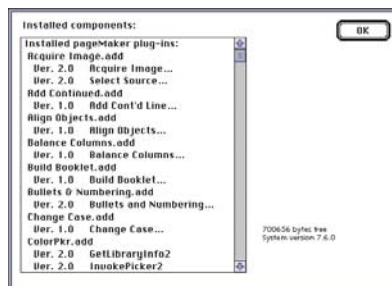 Installed components:
OK
Installed pageMaker plug-ins:
Acquire Image.add
Ver. 2.0 Acquire Image...
Ver. 2.0 Select Source...
Add Continued.add
Ver. 1.0 Add Cont'd Line...
Align Objects.add
Ver. 1.0 Align Objects...
Balance Columns.add
Ver. 1.0 Balance Columns...
Build Booklet.add
Ver. 1.0 Build Booklet...
Bullets & Numbering.add
Ver. 2.0 Bullets and Numbering...
Change Case.add
Ver. 1.0 Change Case...
ColorPkr.add
Ver. 2.0 GetLibraryInfo2
Ver. 2.0 InvokePicker2
700656 bytes free
System version 7.6.0